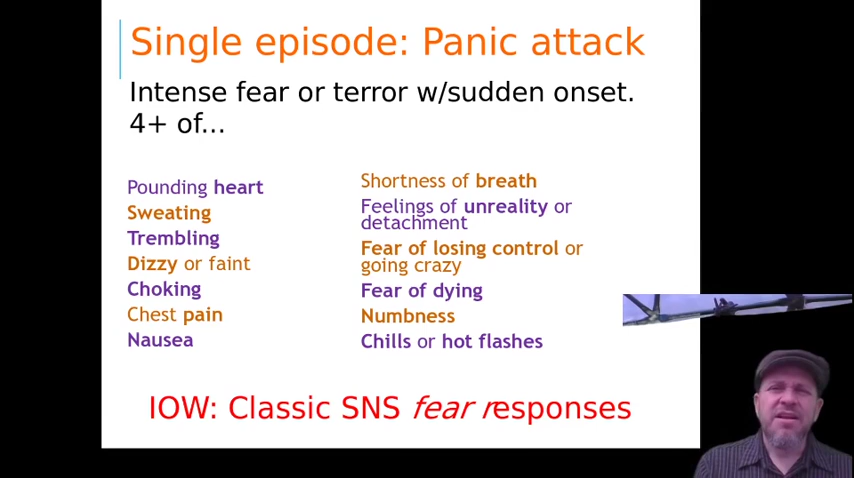 Single episode: Panic attack
Intense fear or terror w/sudden onset.
4+ of...
Pounding heart
Sweating
Trembling
Dizzy or faint
Choking
Chest pain
Nausea
Shortness of breath
Feelings of unreality or
detachment
Fear of losing control or
going crazy
Fear of dying
Numbness
Chills or hot flashes
IOW: Classic SNS fear responses